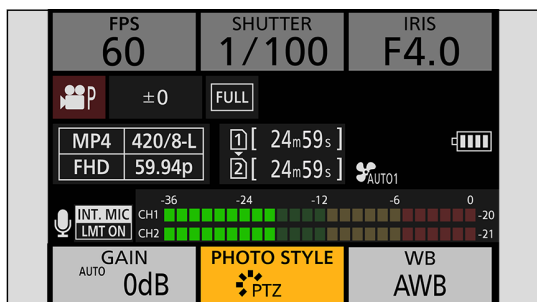 FPS SHUTTER IRIS
60 1/100 F4.0
P ±0 FULL
MP4 420/8-L 1[ 24m59s]
FHD 59.94p 2[ 24m59s] AUTO1
-36 -24 -12 -6 0
INT. MIC CH1 -20
LMT ON CH2 -21
GAIN PHOTO STYLE WB
AUTO 0dB PTZ AWB